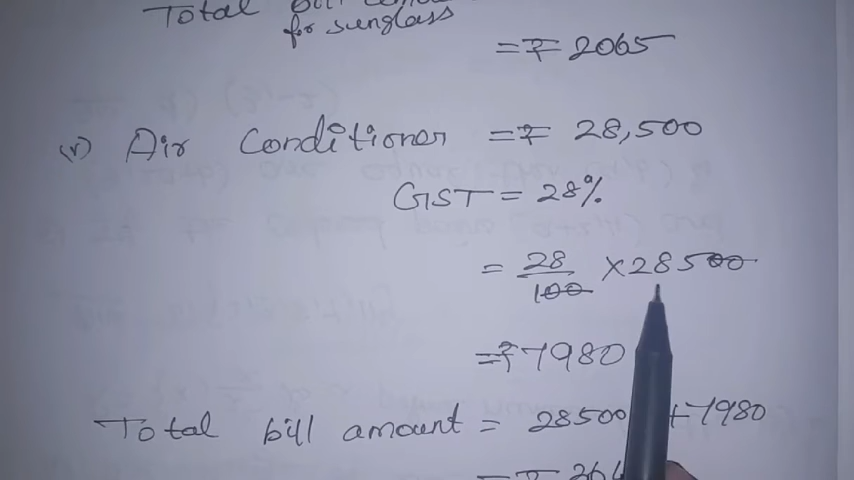 Total bill
for sunglass
= ₹ 2065
(v) Air Conditioner = ₹ 28,500
GST = 28%
= 28/100 × 28500
= ₹ 7980
Total bill amount = 28500 + 7980
= ₹ 364